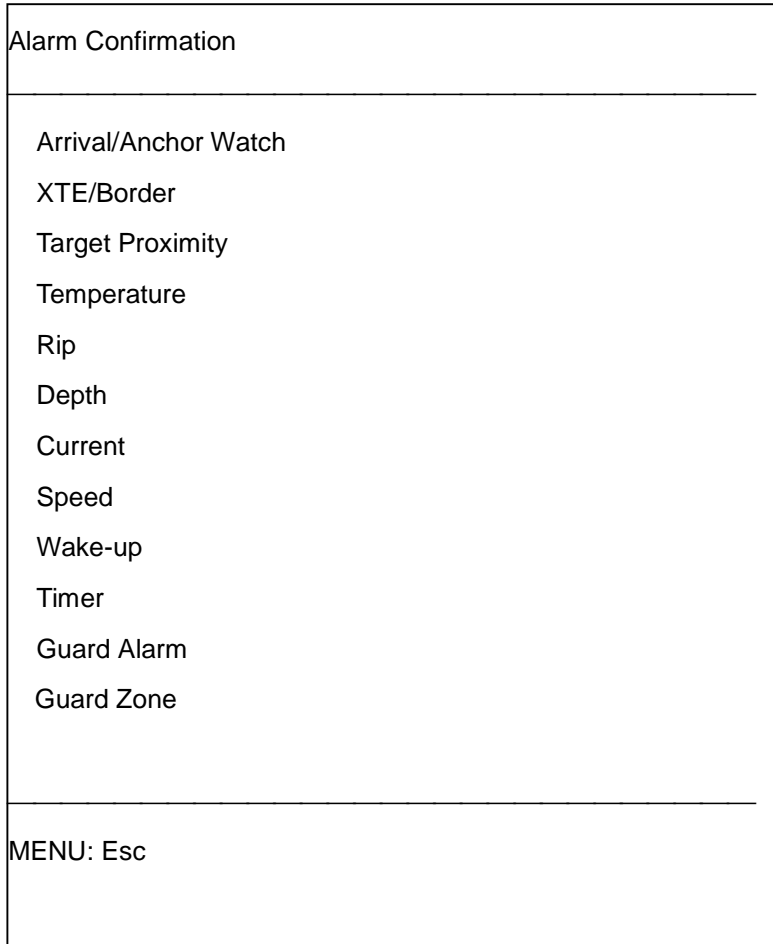 Alarm Confirmation
Arrival/Anchor Watch
XTE/Border
Target Proximity
Temperature
Rip
Depth
Current
Speed
Wake-up
Timer
Guard Alarm
Guard Zone
MENU: Esc